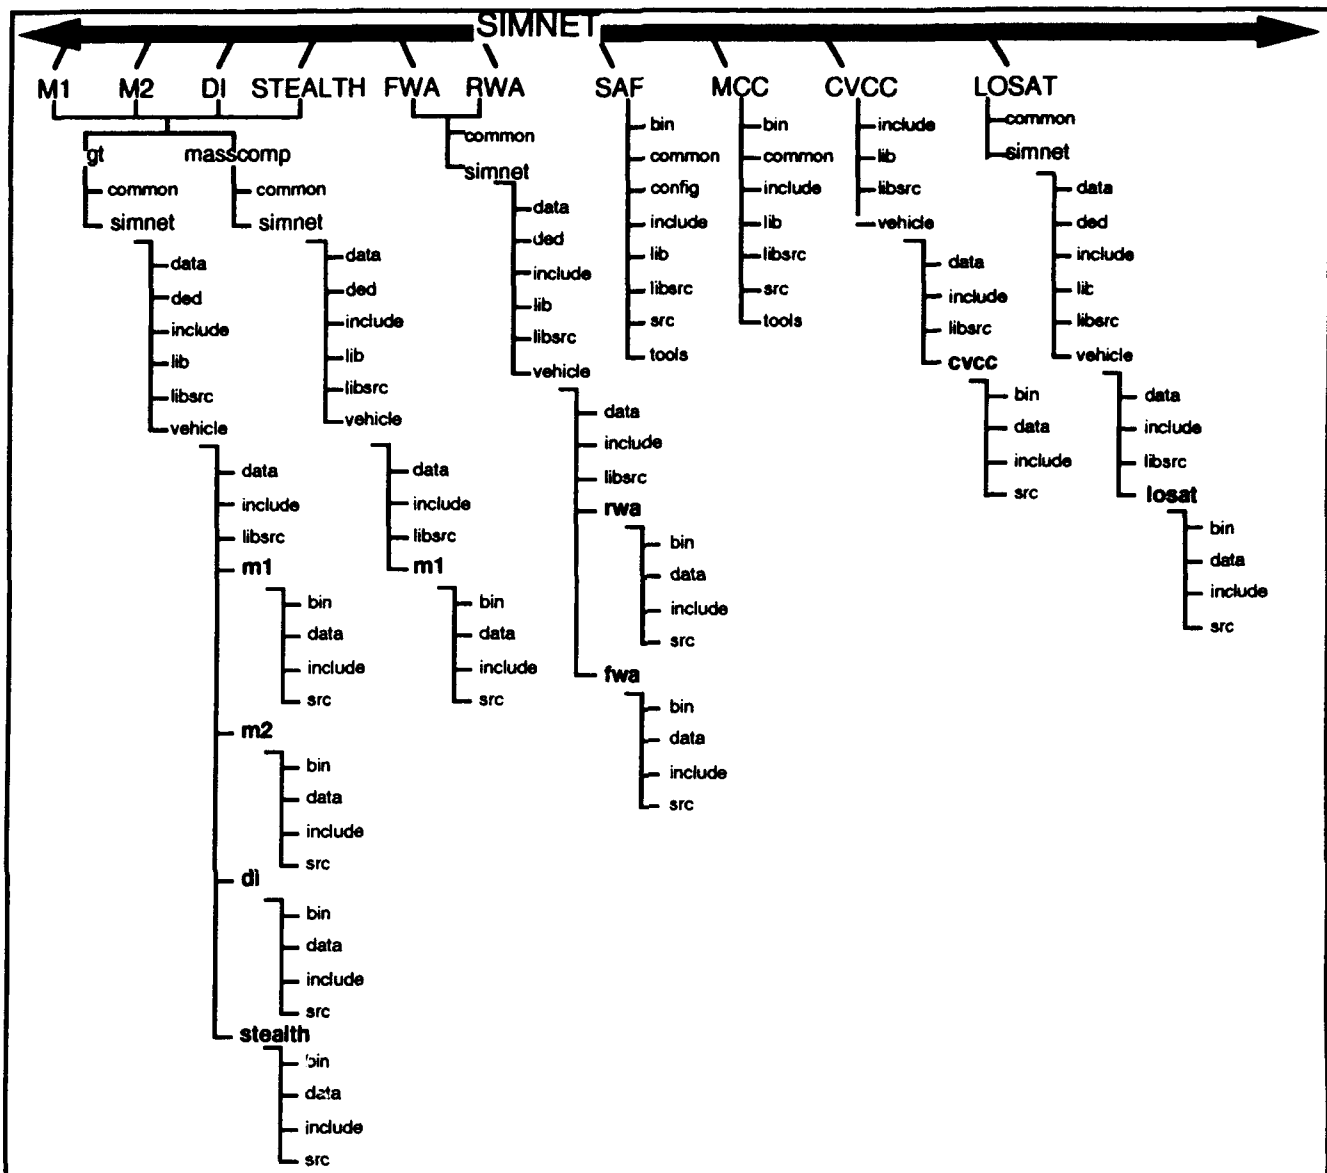 SIMNET
M1 M2 DI STEALTH FWA RWA SAF MCC CVCC LOSAT
gt
common
simnet
data
ded
include
lib
libsrc
vehicle
data
include
libsrc
m1
bin
data
include
src
m2
bin
data
include
src
di
bin
data
include
src
stealth
bin
data
include
src
masscomp
common
simnet
data
ded
include
lib
libsrc
vehicle
data
include
libsrc
m1
bin
data
include
src
common
simnet
data
ded
include
lib
libsrc
vehicle
data
include
libsrc
rwa
bin
data
include
src
fwa
bin
data
include
src
bin
common
config
include
lib
libsrc
src
tools
bin
common
include
lib
libsrc
src
tools
include
lib
libsrc
vehicle
data
include
libsrc
cvcc
bin
data
include
src
common
simnet
data
ded
include
lib
libsrc
vehicle
data
include
libsrc
losat
bin
data
include
src